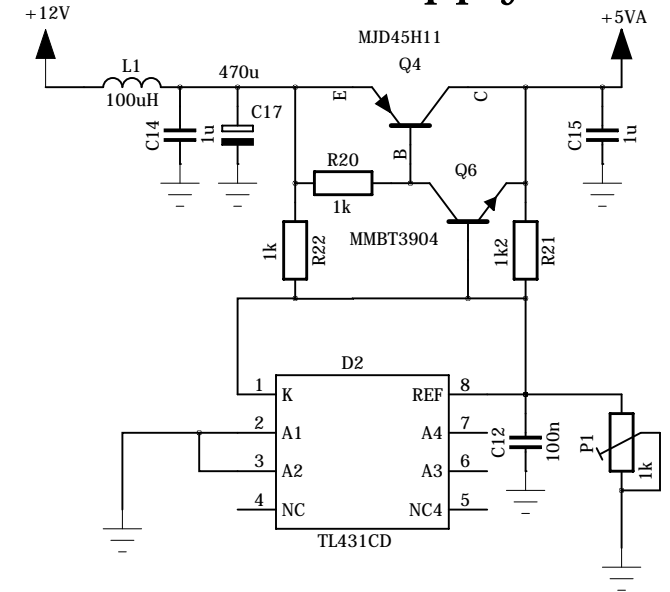 +12V
+5VA
MJD45H11
Q4
L1
100uH
470u
C14
1u
C17
E
C
B
C15
1u
R20
1k
Q6
MMBT3904
1k
R22
1k2
R21
D2
1
K
REF
8
2
A1
A4
7
3
A2
A3
6
4
NC
NC4
5
TL431CD
C12
100n
P1
1k